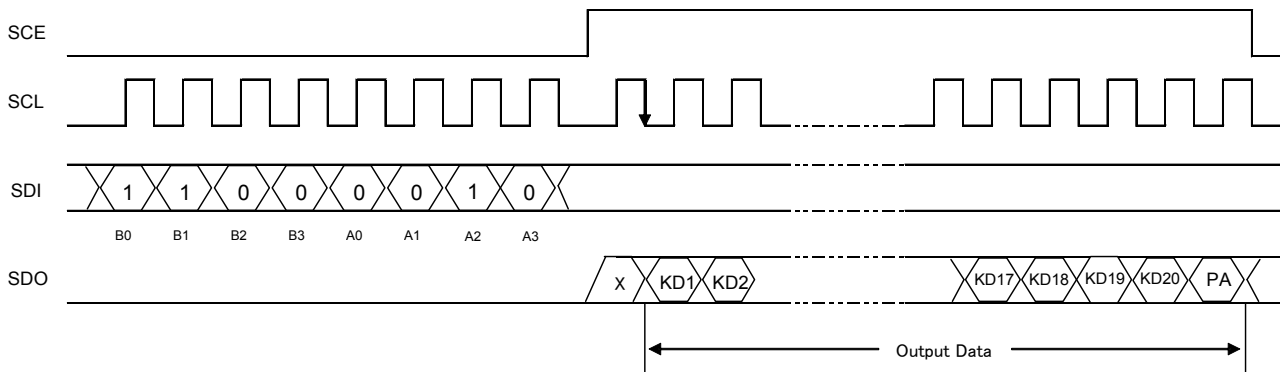 SCE
SCL
SDI 1 1 0 0 0 0 1 0
B0 B1 B2 B3 A0 A1 A2 A3
SDO X KD1 KD2 KD17 KD18 KD19 KD20 PA
Output Data